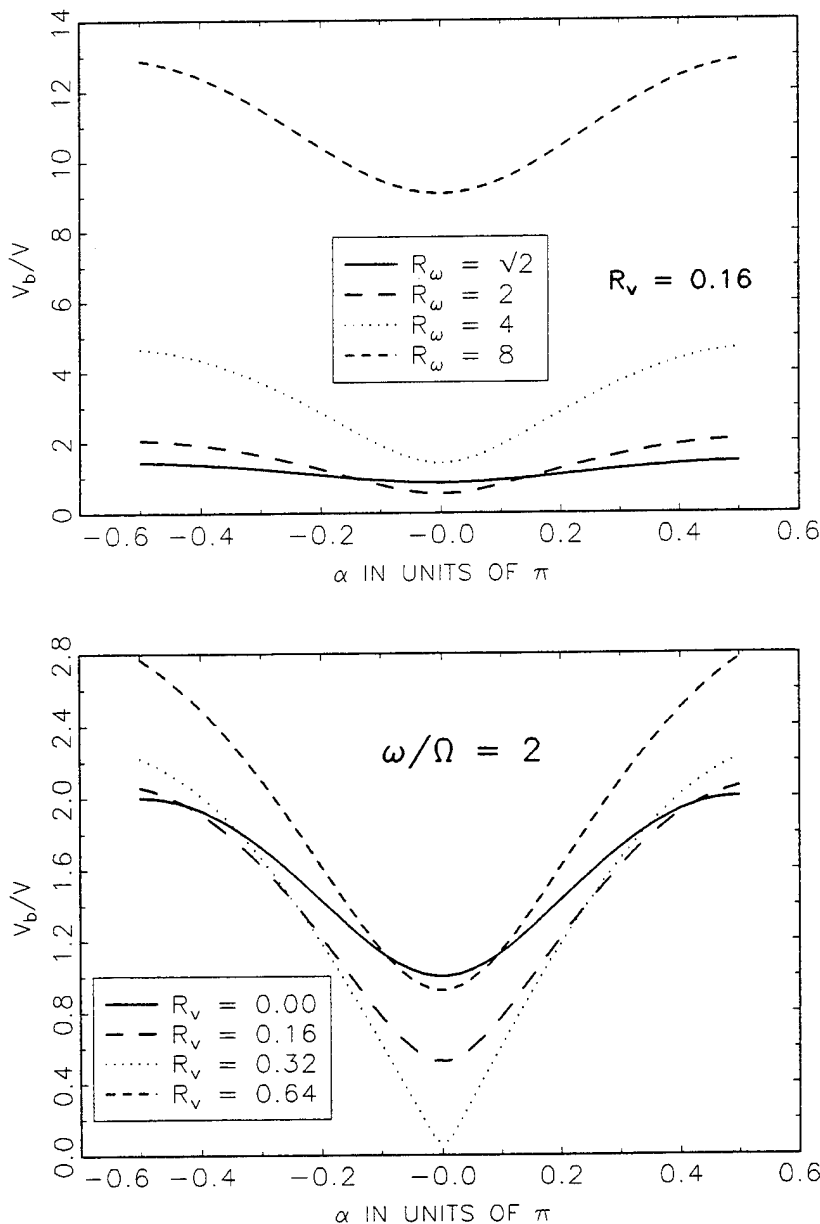 14
12
10
8
6
4
2
0
V_b/V
R_ω = √2
R_ω = 2
R_ω = 4
R_ω = 8
R_v = 0.16
−0.6 −0.4 −0.2 −0.0 0.2 0.4 0.6
α IN UNITS OF π
2.8
2.4
2.0
1.6
1.2
0.8
0.4
0.0
V_b/V
ω/Ω = 2
R_v = 0.00
R_v = 0.16
R_v = 0.32
R_v = 0.64
−0.6 −0.4 −0.2 −0.0 0.2 0.4 0.6
α IN UNITS OF π